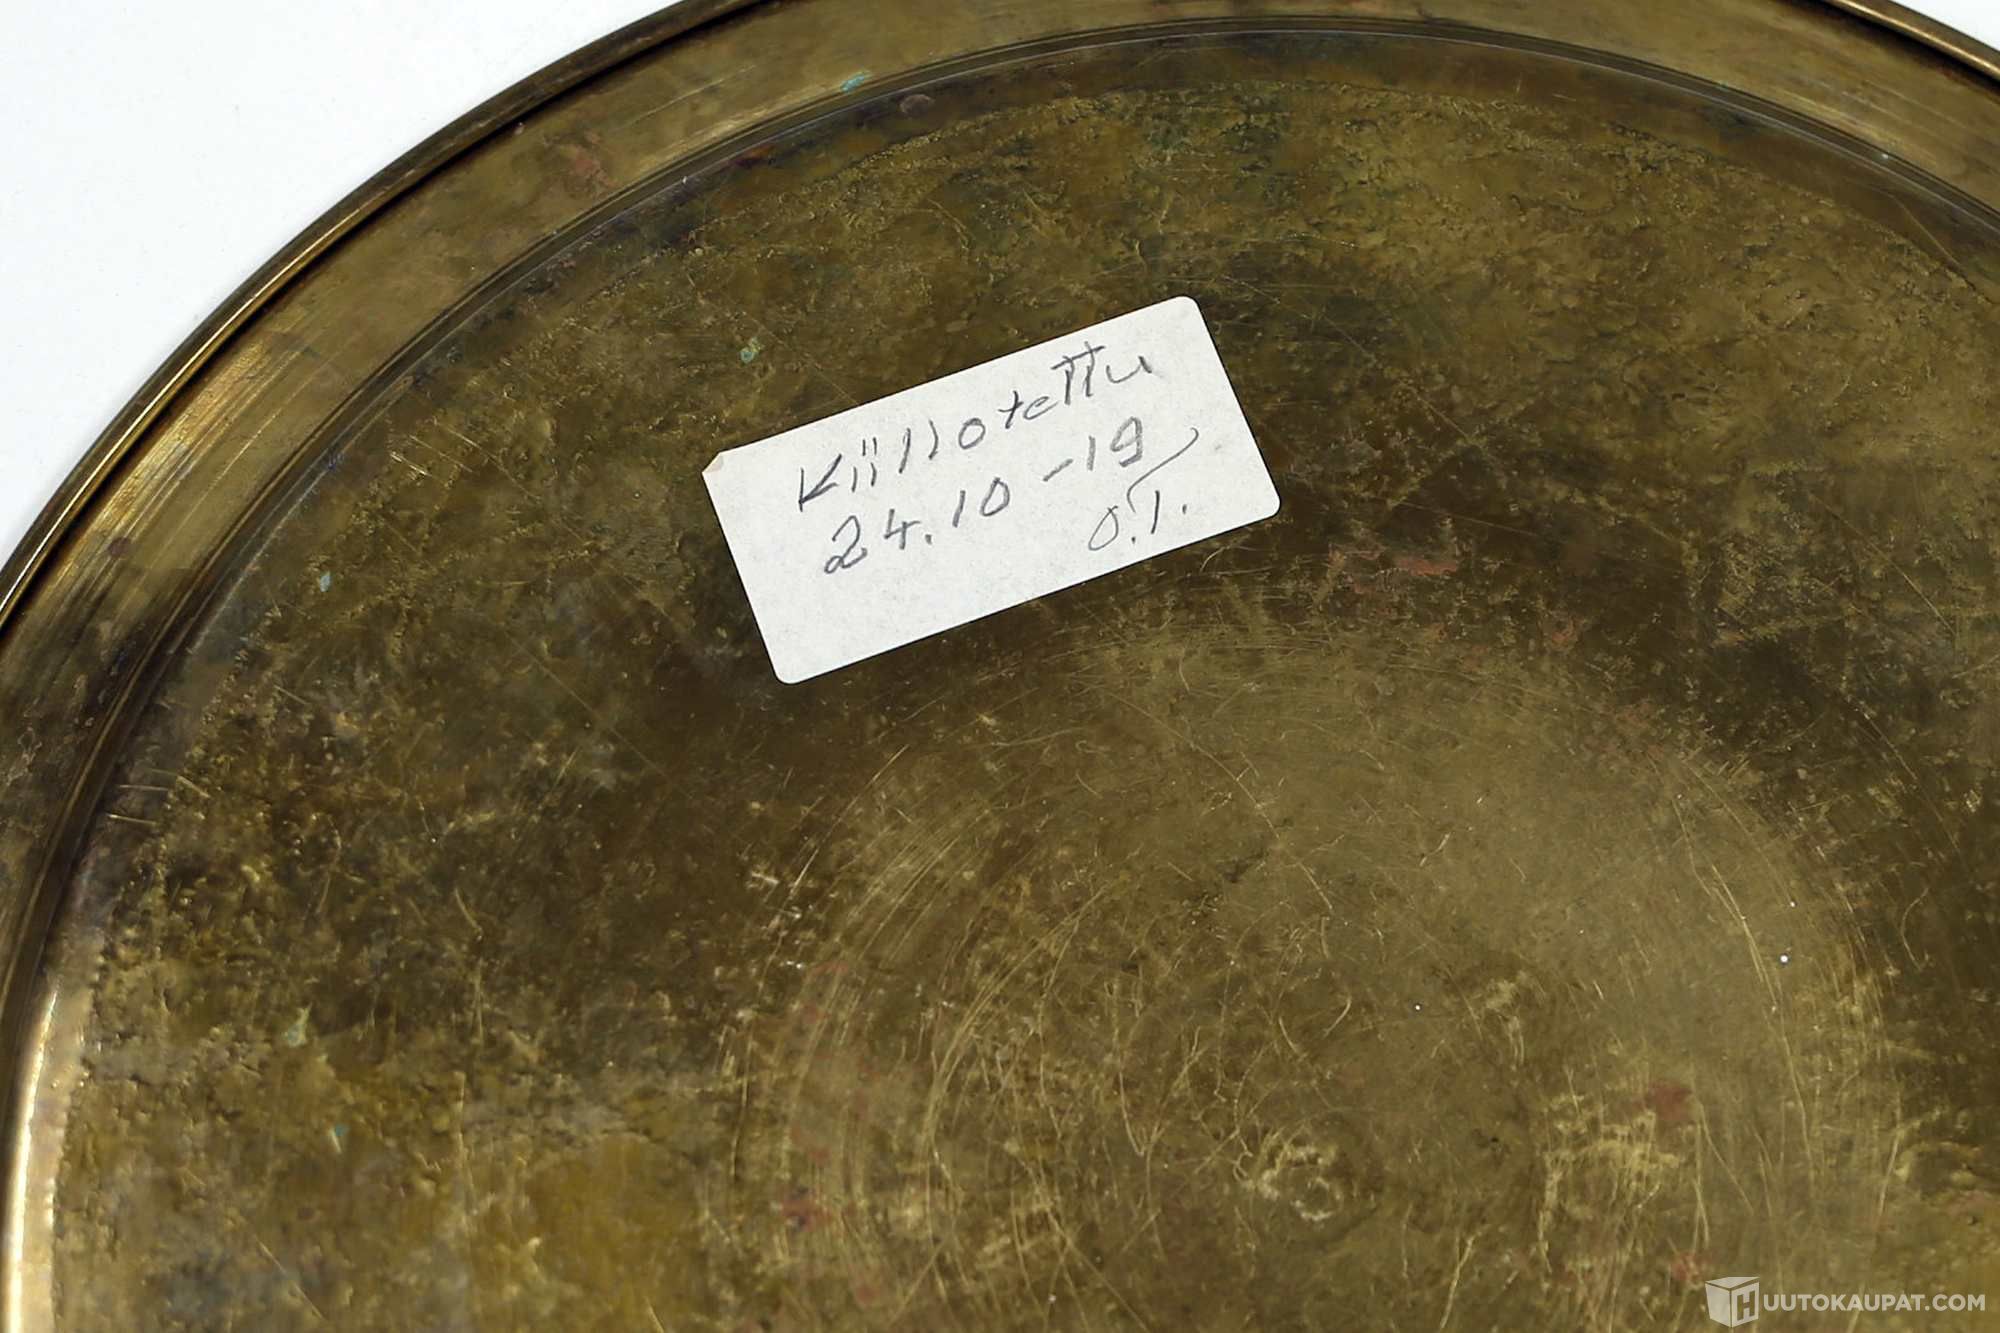 Kiillotettu
24.10-19
O.T.
HUUTOKAUPAT.COM